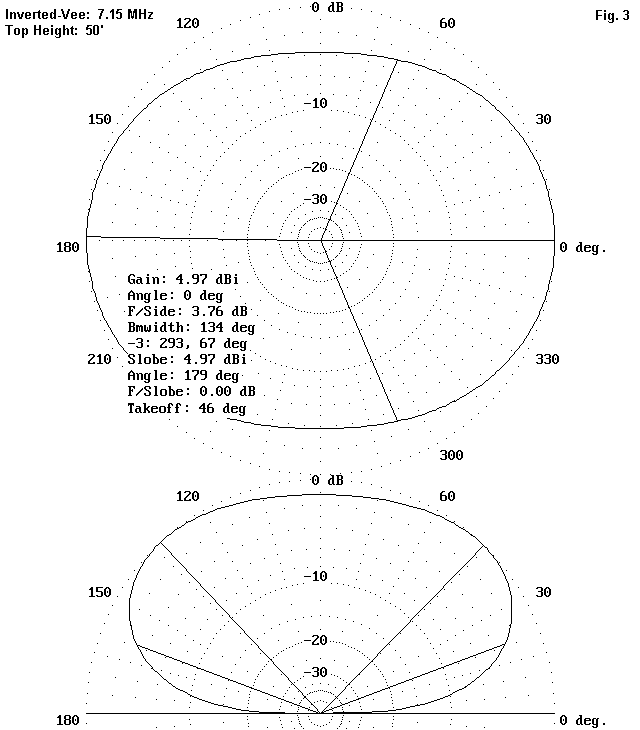 Inverted-Vee: 7.15 MHz
Top Height: 50'
Fig. 3
0 dB
120
60
-10
150
30
-20
-30
180
0 deg.
Gain: 4.97 dBi
Angle: 0 deg
F/Side: 3.76 dB
Bmwidth: 134 deg
-3: 293, 67 deg
Slobe: 4.97 dBi
Angle: 179 deg
F/Slobe: 0.00 dB
Takeoff: 46 deg
210
330
300
0 dB
120
60
-10
150
30
-20
-30
180
0 deg.